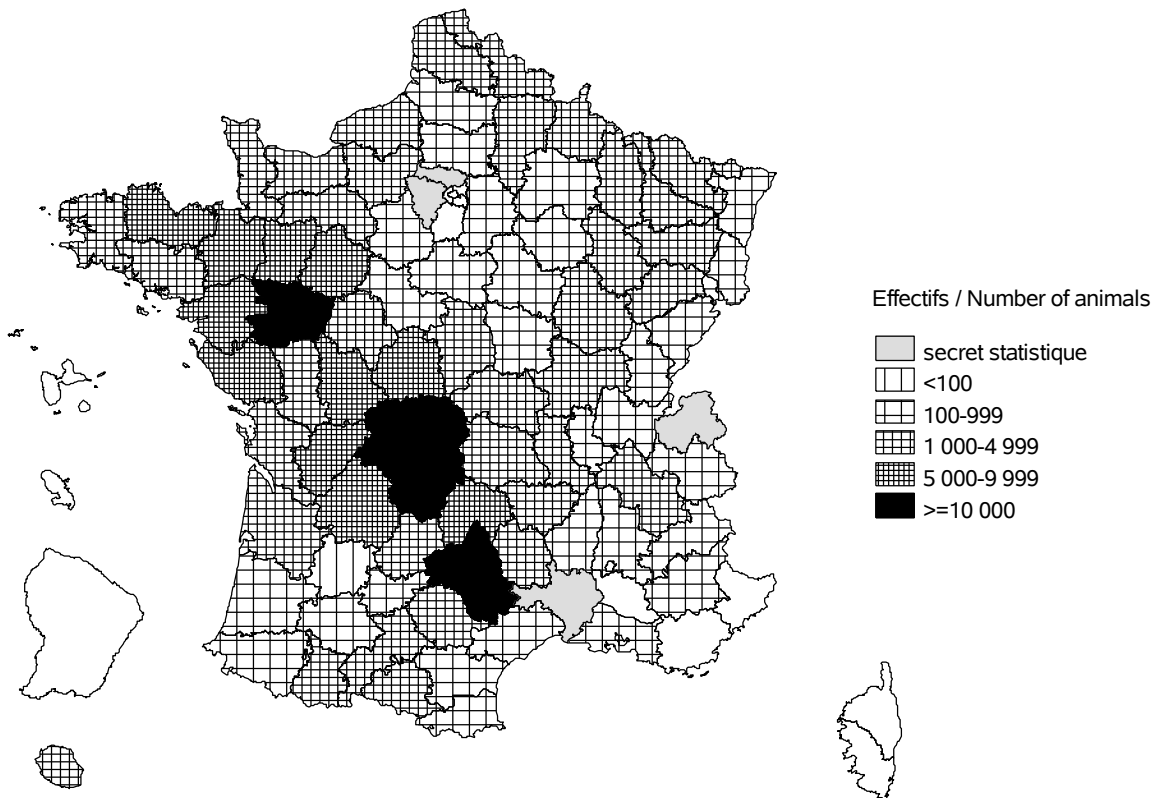 Effectifs / Number of animals
secret statistique
<100
100-999
1 000-4 999
5 000-9 999
>=10 000